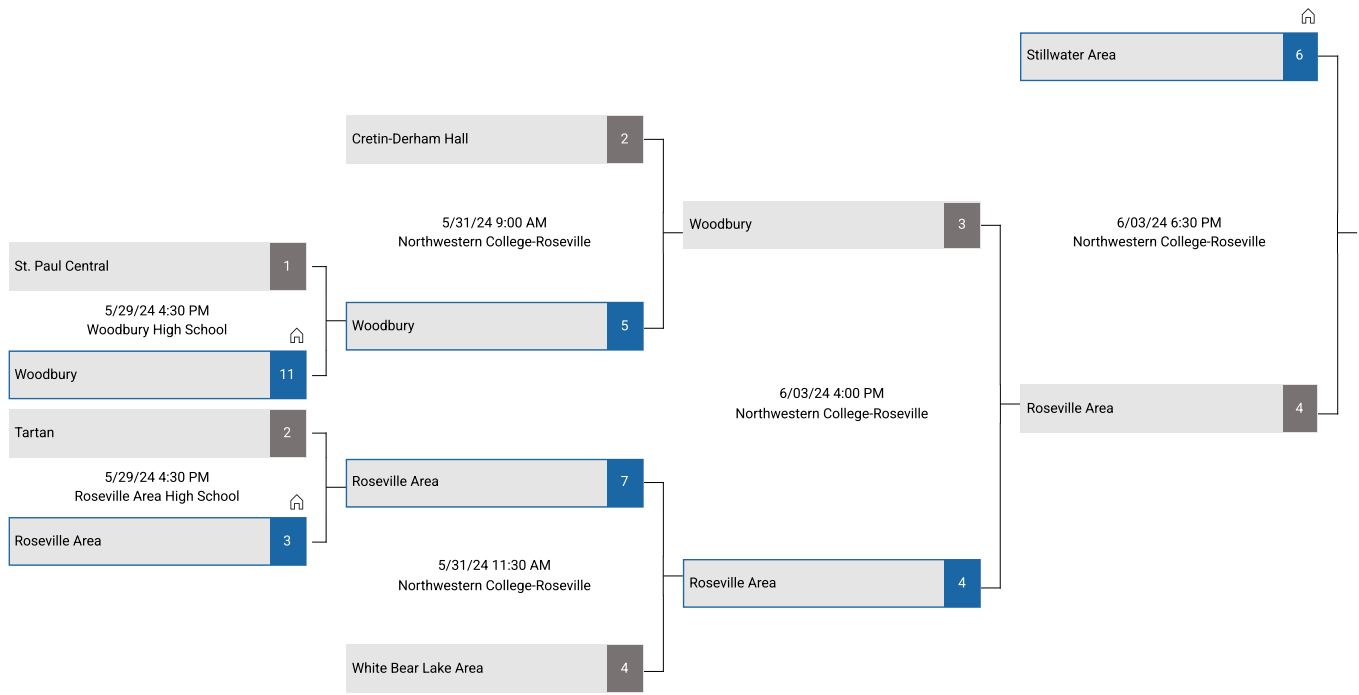 St. Paul Central
1
5/29/24 4:30 PM
Woodbury High School
Woodbury
11
Tartan
2
5/29/24 4:30 PM
Roseville Area High School
Roseville Area
3
Cretin-Derham Hall
2
5/31/24 9:00 AM
Northwestern College-Roseville
Woodbury
5
Roseville Area
7
5/31/24 11:30 AM
Northwestern College-Roseville
White Bear Lake Area
4
Woodbury
3
6/03/24 4:00 PM
Northwestern College-Roseville
Roseville Area
4
Stillwater Area
6
6/03/24 6:30 PM
Northwestern College-Roseville
Roseville Area
4